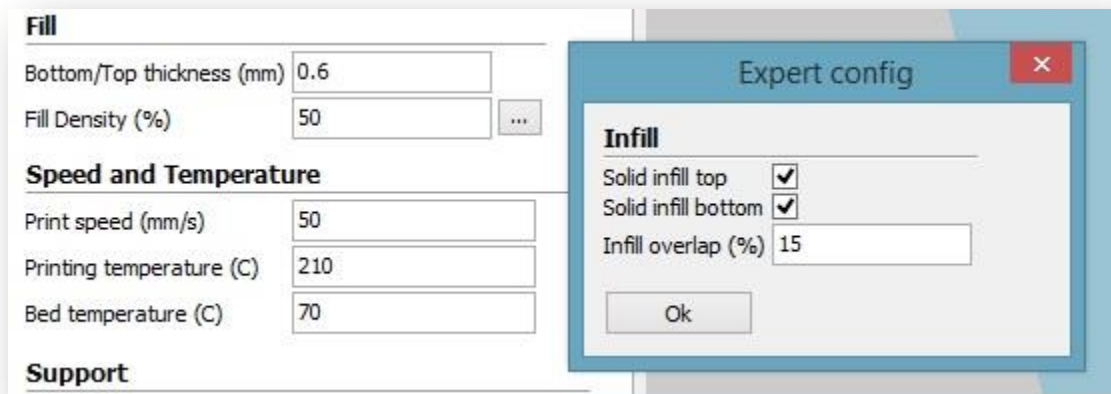 Fill
Bottom/Top thickness (mm) 0.6
Fill Density (%) 50 ...
Speed and Temperature
Print speed (mm/s) 50
Printing temperature (C) 210
Bed temperature (C) 70
Support
Expert config
Infill
Solid infill top
Solid infill bottom
Infill overlap (%) 15
Ok